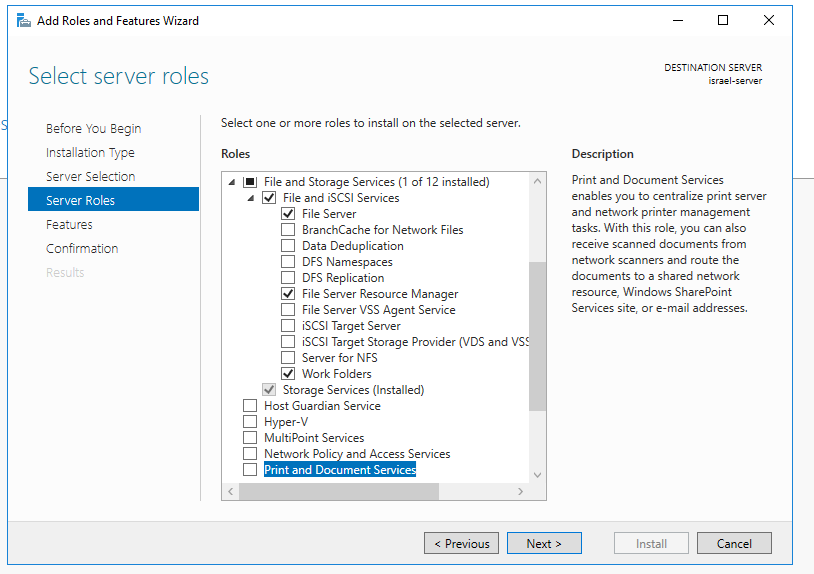 Add Roles and Features Wizard
Select server roles
DESTINATION SERVER
israel-server
S
Before You Begin
Installation Type
Server Selection
Server Roles
Features
Confirmation
Results
Select one or more roles to install on the selected server.
Roles
File and Storage Services (1 of 12 installed)
File and iSCSI Services
File Server
BranchCache for Network Files
Data Deduplication
DFS Namespaces
DFS Replication
File Server Resource Manager
File Server VSS Agent Service
iSCSI Target Server
iSCSI Target Storage Provider (VDS and VSS
Server for NFS
Work Folders
Storage Services (Installed)
Host Guardian Service
Hyper-V
MultiPoint Services
Network Policy and Access Services
Print and Document Services
Description
Print and Document Services
enables you to centralize print server
and network printer management
tasks. With this role, you can also
receive scanned documents from
network scanners and route the
documents to a shared network
resource, Windows SharePoint
Services site, or e-mail addresses.
< Previous
Next >
Install
Cancel